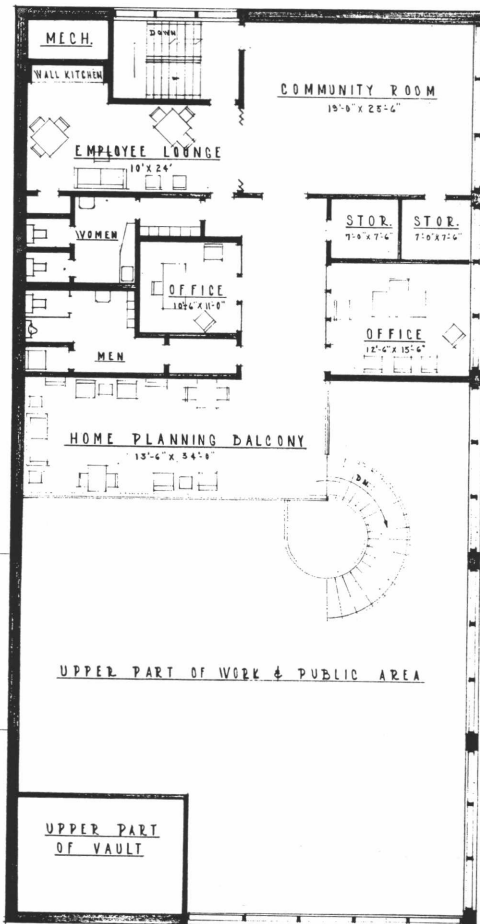 MECH.
DOWN
WALL KITCHEN
COMMUNITY ROOM
19'-0" X 23'-6"
EMPLOYEE LOUNGE
10' X 24'
WOMEN
STOR.
7'-0" X 7'-6"
STOR.
7'-0" X 7'-6"
OFFICE
10'-6" X 11'-0"
OFFICE
12'-6" X 15'-6"
MEN
HOME PLANNING BALCONY
13'-6" X 34'-0"
DN.
UPPER PART OF WORK & PUBLIC AREA
UPPER PART
OF VAULT